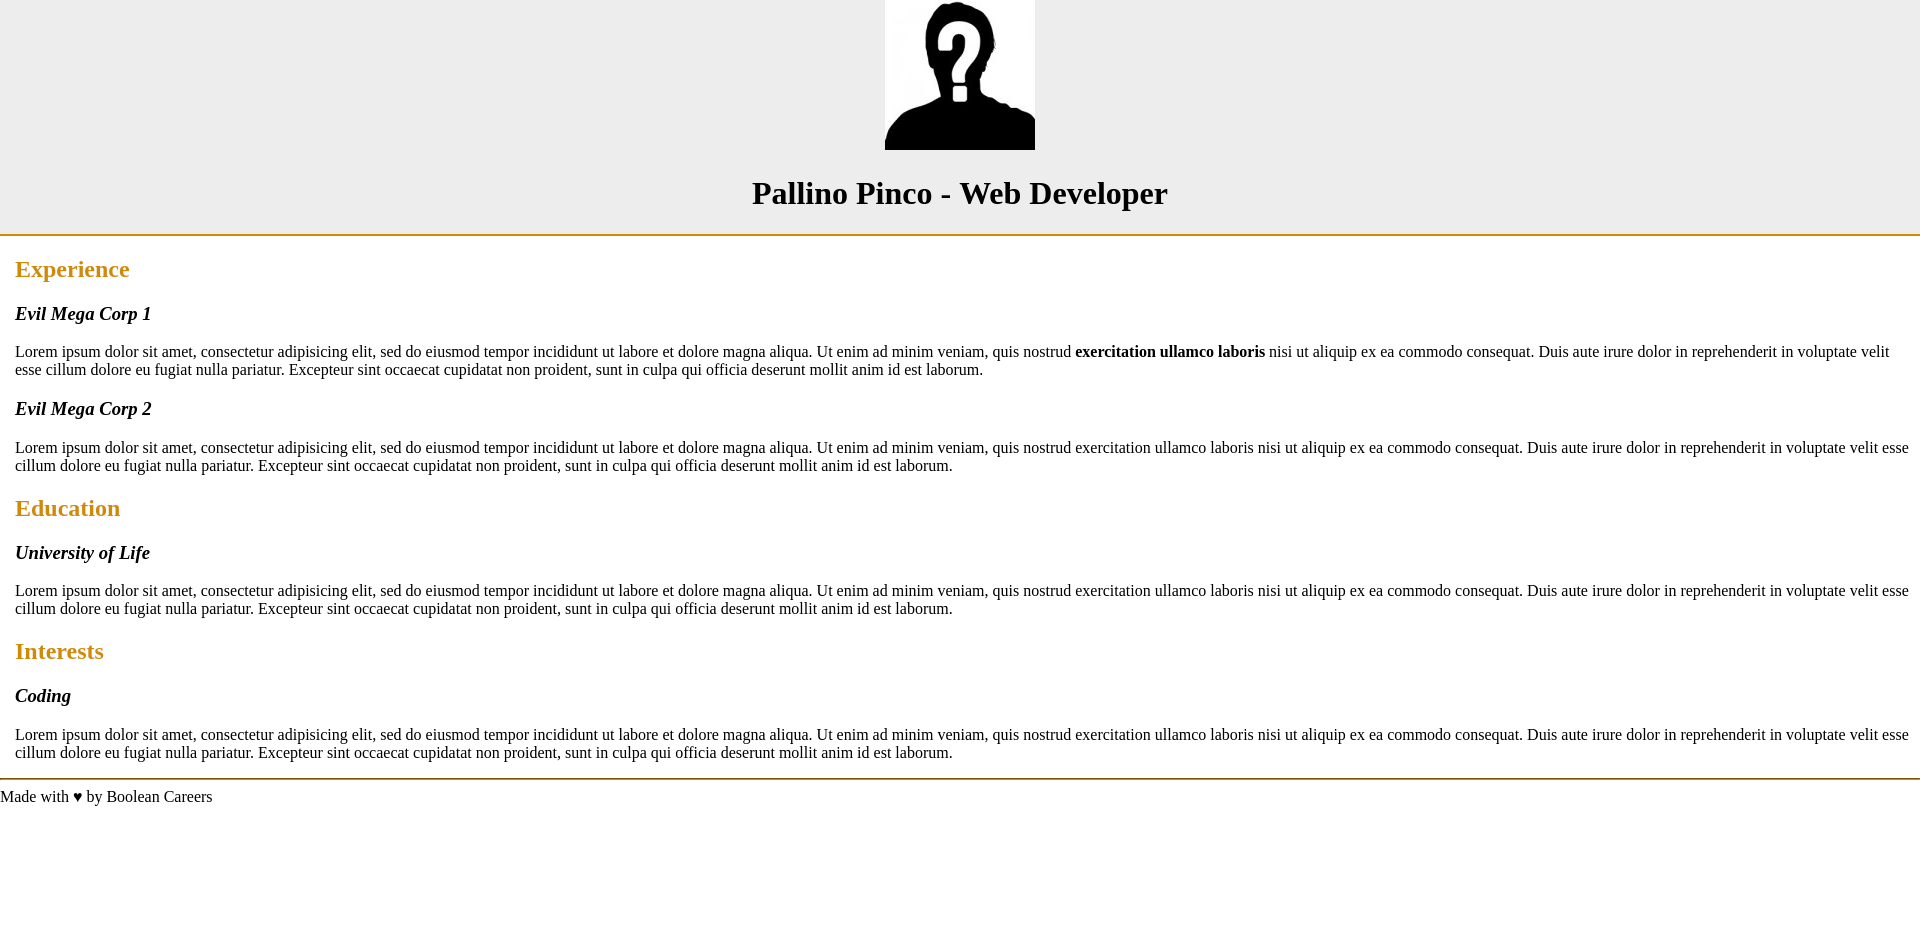 ?
Pallino Pinco - Web Developer
Experience
Evil Mega Corp 1
Lorem ipsum dolor sit amet, consectetur adipisicing elit, sed do eiusmod tempor incididunt ut labore et dolore magna aliqua. Ut enim ad minim veniam, quis nostrud exercitation ullamco laboris nisi ut aliquip ex ea commodo consequat. Duis aute irure dolor in reprehenderit in voluptate velit
esse cillum dolore eu fugiat nulla pariatur. Excepteur sint occaecat cupidatat non proident, sunt in culpa qui officia deserunt mollit anim id est laborum.
Evil Mega Corp 2
Lorem ipsum dolor sit amet, consectetur adipisicing elit, sed do eiusmod tempor incididunt ut labore et dolore magna aliqua. Ut enim ad minim veniam, quis nostrud exercitation ullamco laboris nisi ut aliquip ex ea commodo consequat. Duis aute irure dolor in reprehenderit in voluptate velit esse
cillum dolore eu fugiat nulla pariatur. Excepteur sint occaecat cupidatat non proident, sunt in culpa qui officia deserunt mollit anim id est laborum.
Education
University of Life
Lorem ipsum dolor sit amet, consectetur adipisicing elit, sed do eiusmod tempor incididunt ut labore et dolore magna aliqua. Ut enim ad minim veniam, quis nostrud exercitation ullamco laboris nisi ut aliquip ex ea commodo consequat. Duis aute irure dolor in reprehenderit in voluptate velit esse
cillum dolore eu fugiat nulla pariatur. Excepteur sint occaecat cupidatat non proident, sunt in culpa qui officia deserunt mollit anim id est laborum.
Interests
Coding
Lorem ipsum dolor sit amet, consectetur adipisicing elit, sed do eiusmod tempor incididunt ut labore et dolore magna aliqua. Ut enim ad minim veniam, quis nostrud exercitation ullamco laboris nisi ut aliquip ex ea commodo consequat. Duis aute irure dolor in reprehenderit in voluptate velit esse
cillum dolore eu fugiat nulla pariatur. Excepteur sint occaecat cupidatat non proident, sunt in culpa qui officia deserunt mollit anim id est laborum.
Made with ♥ by Boolean Careers